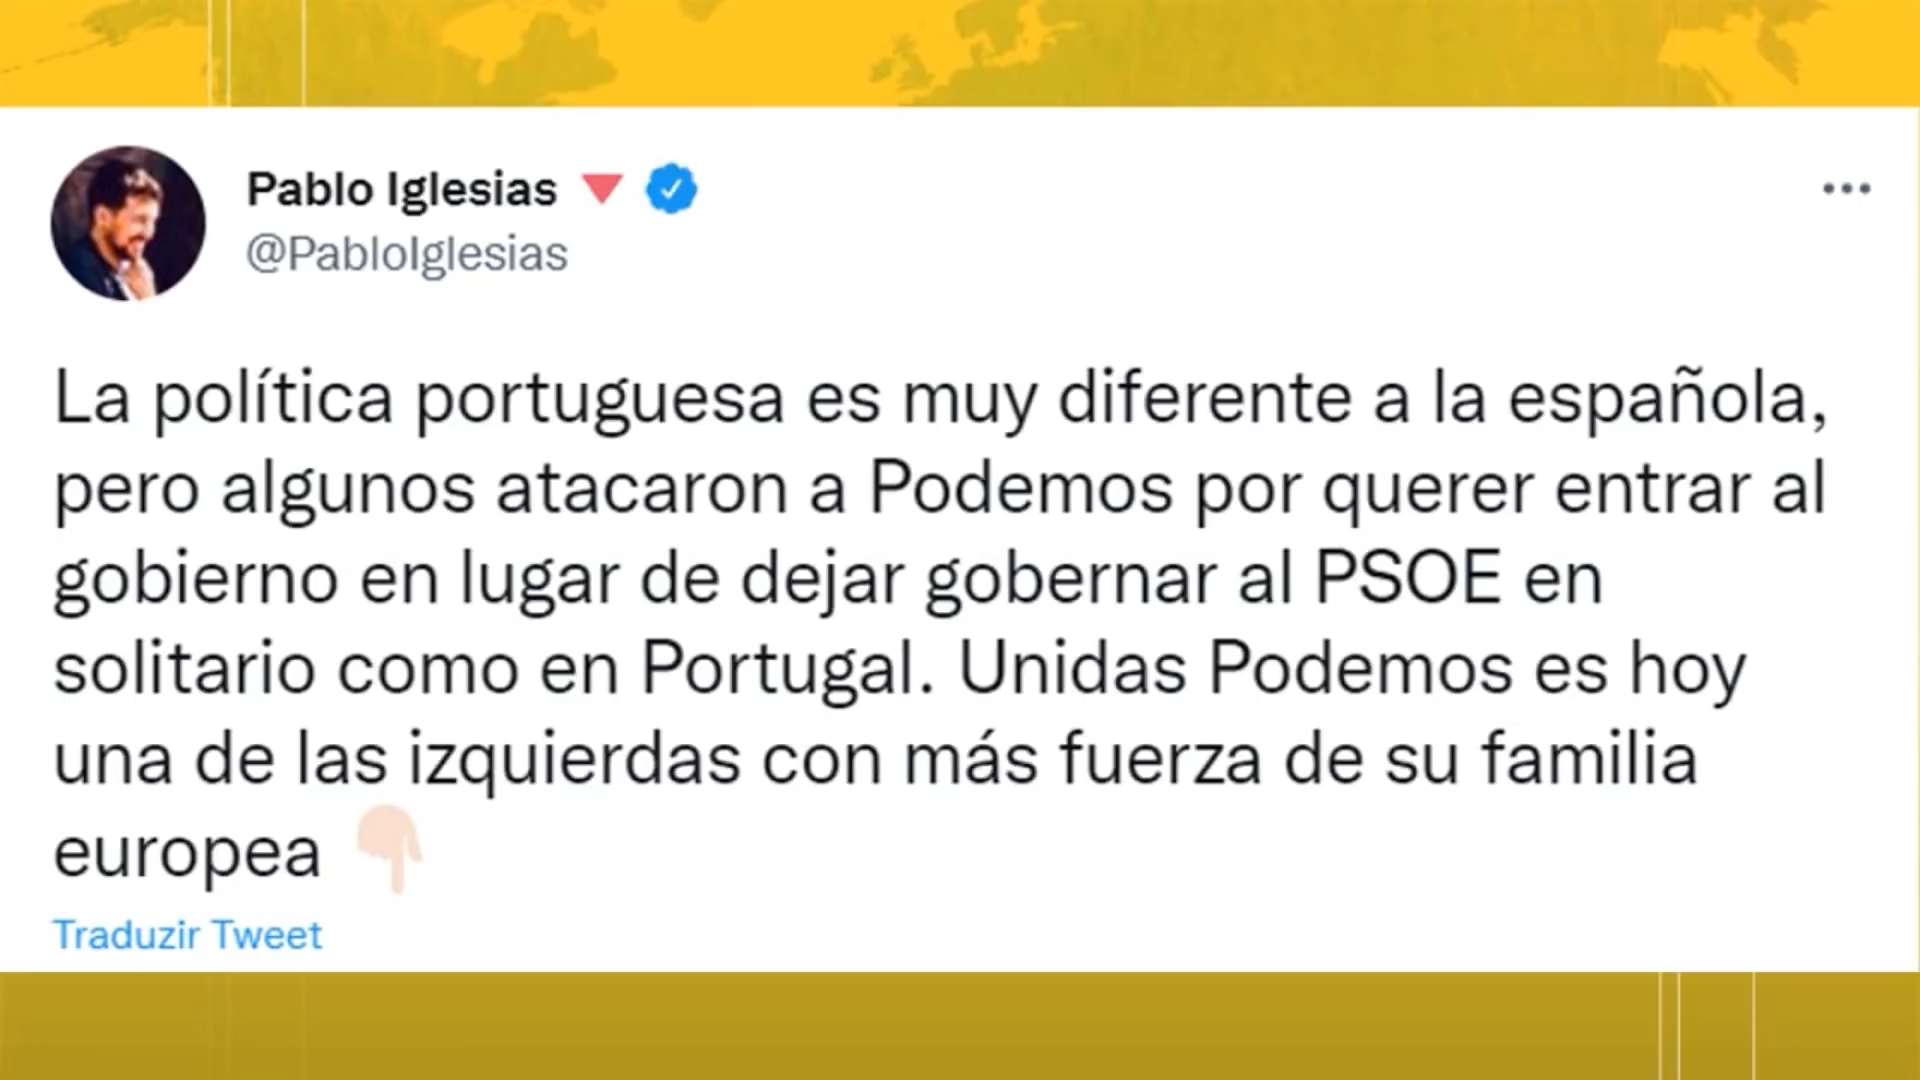 Pablo Iglesias
@PabloIglesias
La política portuguesa es muy diferente a la española,
pero algunos atacaron a Podemos por querer entrar al
gobierno en lugar de dejar gobernar al PSOE en
solitario como en Portugal. Unidas Podemos es hoy
una de las izquierdas con más fuerza de su familia
europea 👇🏻
Traduzir Tweet